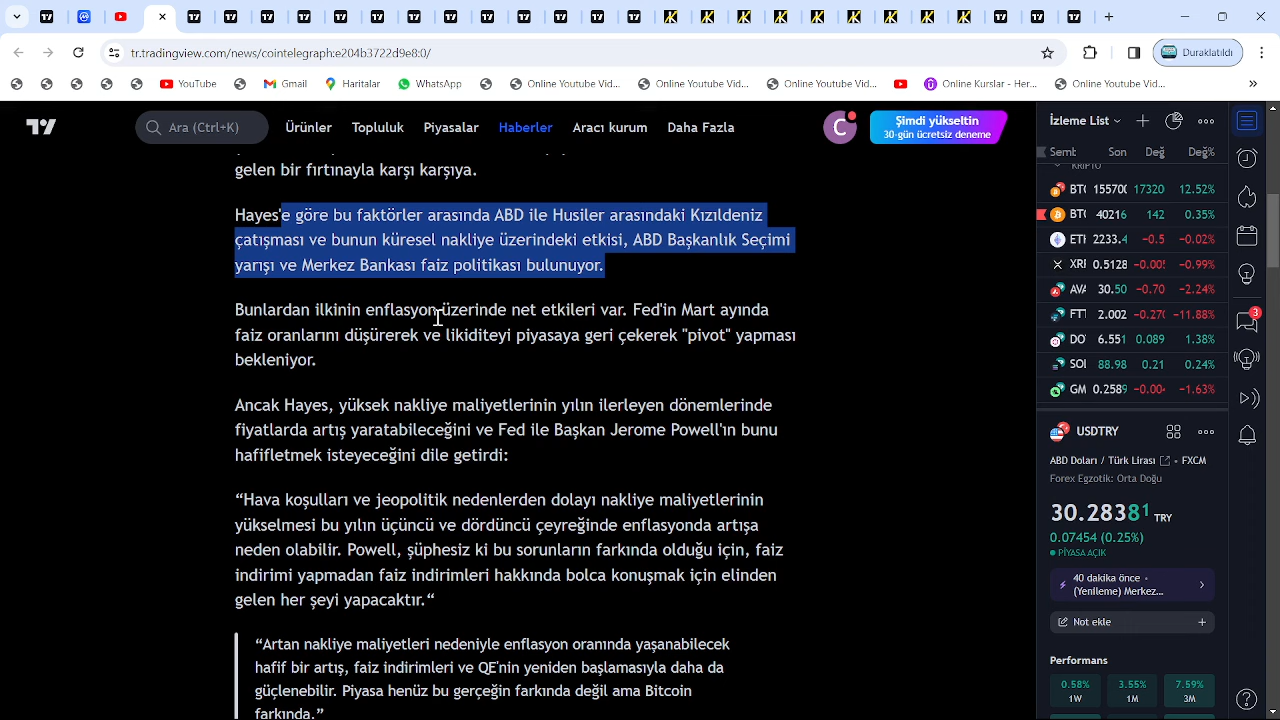 tr.tradingview.com/news/cointelegraph:e204b3722d9e8:0/
Duraklatıldı
YouTube
Gmail
Haritalar
WhatsApp
Online Youtube Vid...
Online Youtube Vid...
Online Youtube Vid...
Online Kurslar - Her...
Online Youtube Vid...
Ara (Ctrl+K)
Ürünler
Topluluk
Piyasalar
Haberler
Aracı kurum
Daha Fazla
C
Şimdi yükseltin
30-gün ücretsiz deneme
gelen bir fırtınayla karşı karşıya.
Hayes'e göre bu faktörler arasında ABD ile Husiler arasındaki Kızıldeniz
çatışması ve bunun küresel nakliye üzerindeki etkisi, ABD Başkanlık Seçimi
yarışı ve Merkez Bankası faiz politikası bulunuyor.
Bunlardan ilkinin enflasyon üzerinde net etkileri var. Fed'in Mart ayında
faiz oranlarını düşürerek ve likiditeyi piyasaya geri çekerek "pivot" yapması
bekleniyor.
Ancak Hayes, yüksek nakliye maliyetlerinin yılın ilerleyen dönemlerinde
fiyatlarda artış yaratabileceğini ve Fed ile Başkan Jerome Powell'ın bunu
hafifletmek isteyeceğini dile getirdi:
“Hava koşulları ve jeopolitik nedenlerden dolayı nakliye maliyetlerinin
yükselmesi bu yılın üçüncü ve dördüncü çeyreğinde enflasyonda artışa
neden olabilir. Powell, şüphesiz ki bu sorunların farkında olduğu için, faiz
indirimi yapmadan faiz indirimleri hakkında bolca konuşmak için elinden
gelen her şeyi yapacaktır.“
“Artan nakliye maliyetleri nedeniyle enflasyon oranında yaşanabilecek
hafif bir artış, faiz indirimleri ve QE'nin yeniden başlamasıyla daha da
güçlenebilir. Piyasa henüz bu gerçeğin farkında değil ama Bitcoin
farkında.”
İzleme List
Semb Son Değ Değ%
KRİPTO
BTC 155700 17320 12.52%
BTC 40216 142 0.35%
ETH 2233.4 -0.5 -0.02%
XRI 0.5128 -0.005 -0.99%
AVA 30.50 -0.70 -2.24%
FTT 2.002 -0.270 -11.88%
DO 6.551 0.089 1.38%
SOI 88.98 0.21 0.24%
GM 0.2589 -0.004 -1.63%
3
USDTRY
ABD Doları / Türk Lirası • FXCM
Forex Egzotik: Orta Doğu
30.28381 TRY
0.07454 (0.25%)
PİYASA AÇIK
40 dakika önce •
(Yenileme) Merkez...
Not ekle
Performans
0.58% 3.55% 7.59%
1W 1M 3M